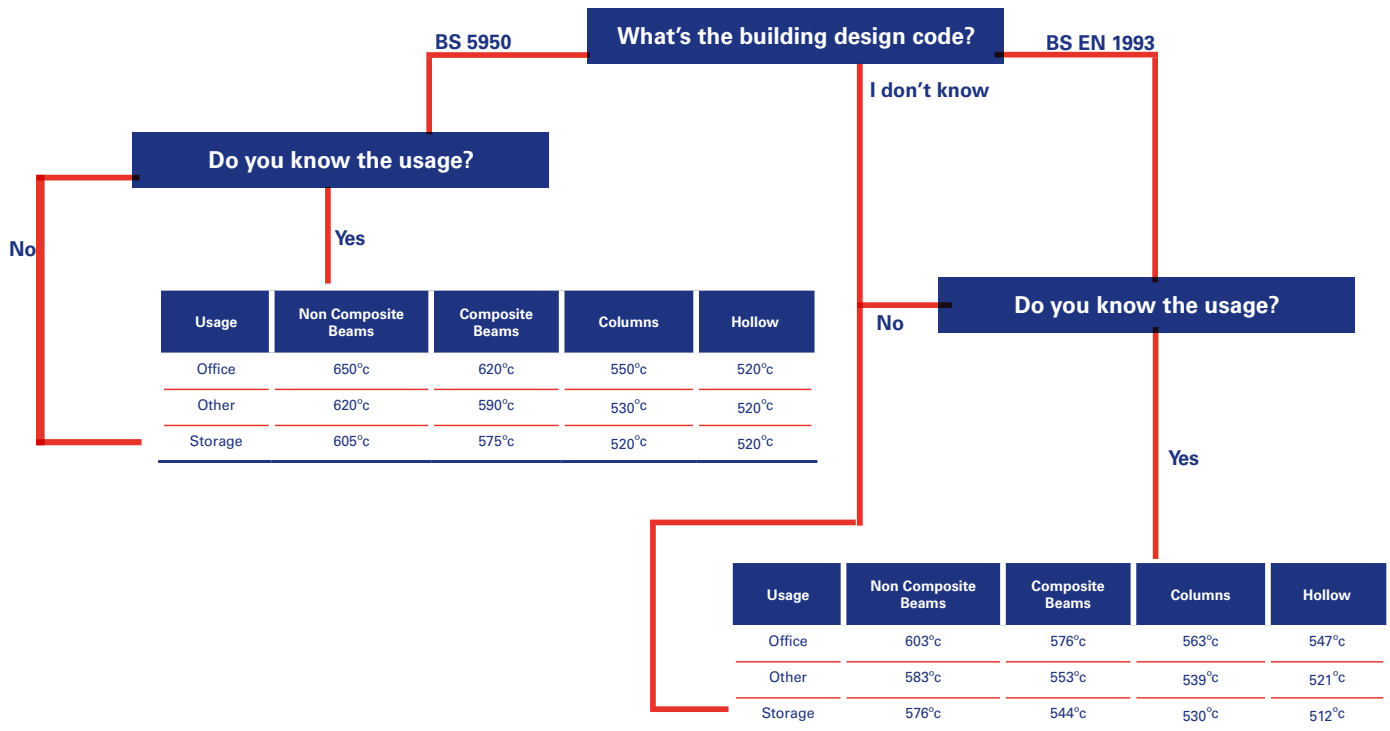 What's the building design code?
BS 5950
BS EN 1993
I don't know
Do you know the usage?
No
Yes
Usage Non Composite Beams Composite Beams Columns Hollow
Office 650°c 620°c 550°c 520°c
Other 620°c 590°c 530°c 520°c
Storage 605°c 575°c 520°c 520°c
Do you know the usage?
No
Yes
Usage Non Composite Beams Composite Beams Columns Hollow
Office 603°c 576°c 563°c 547°c
Other 583°c 553°c 539°c 521°c
Storage 576°c 544°c 530°c 512°c